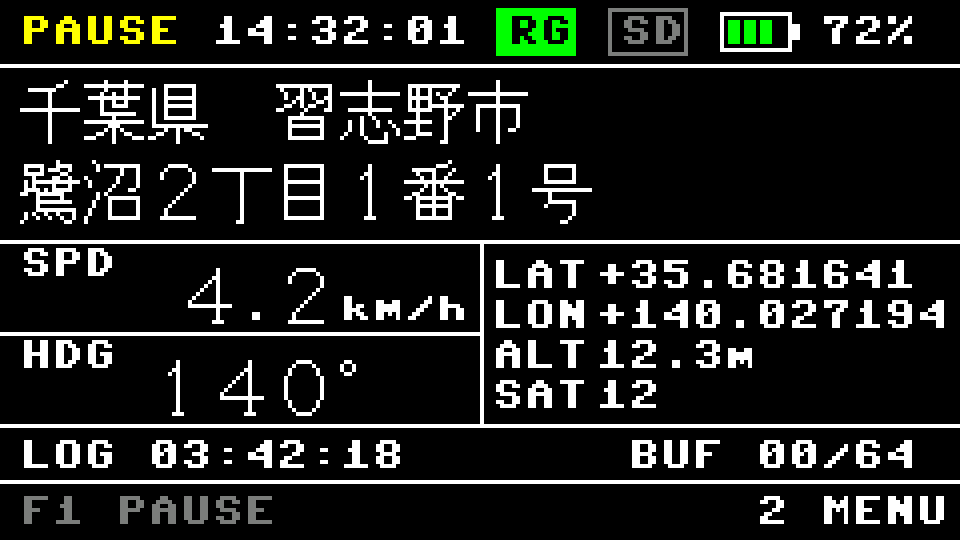 PAUSE 14:32:01 RG SD 72%
千葉県　習志野市
鷺沼２丁目１番１号
SPD 4.2km/h
HDG 140°
LAT +35.681641
LON +140.027194
ALT 12.3m
SAT 12
LOG 03:42:18 BUF 00/64
F1 PAUSE 2 MENU